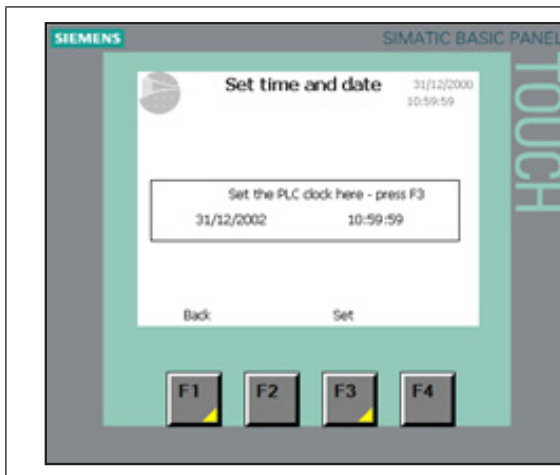 SIEMENS
SIMATIC BASIC PANEL
TOUCH
Set time and date
31/12/2000
10:59:59
Set the PLC clock here - press F3
31/12/2002 10:59:59
Back Set
F1 F2 F3 F4